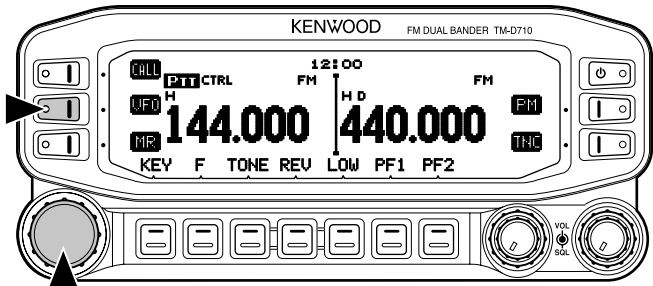 KENWOOD FM DUAL BANDER TM-D710
12:00
CALL PTT CTRL FM FM
VFO H H D PM
MR 144.000 440.000 TNC
KEY F TONE REV LOW PF1 PF2
VOL
SQL